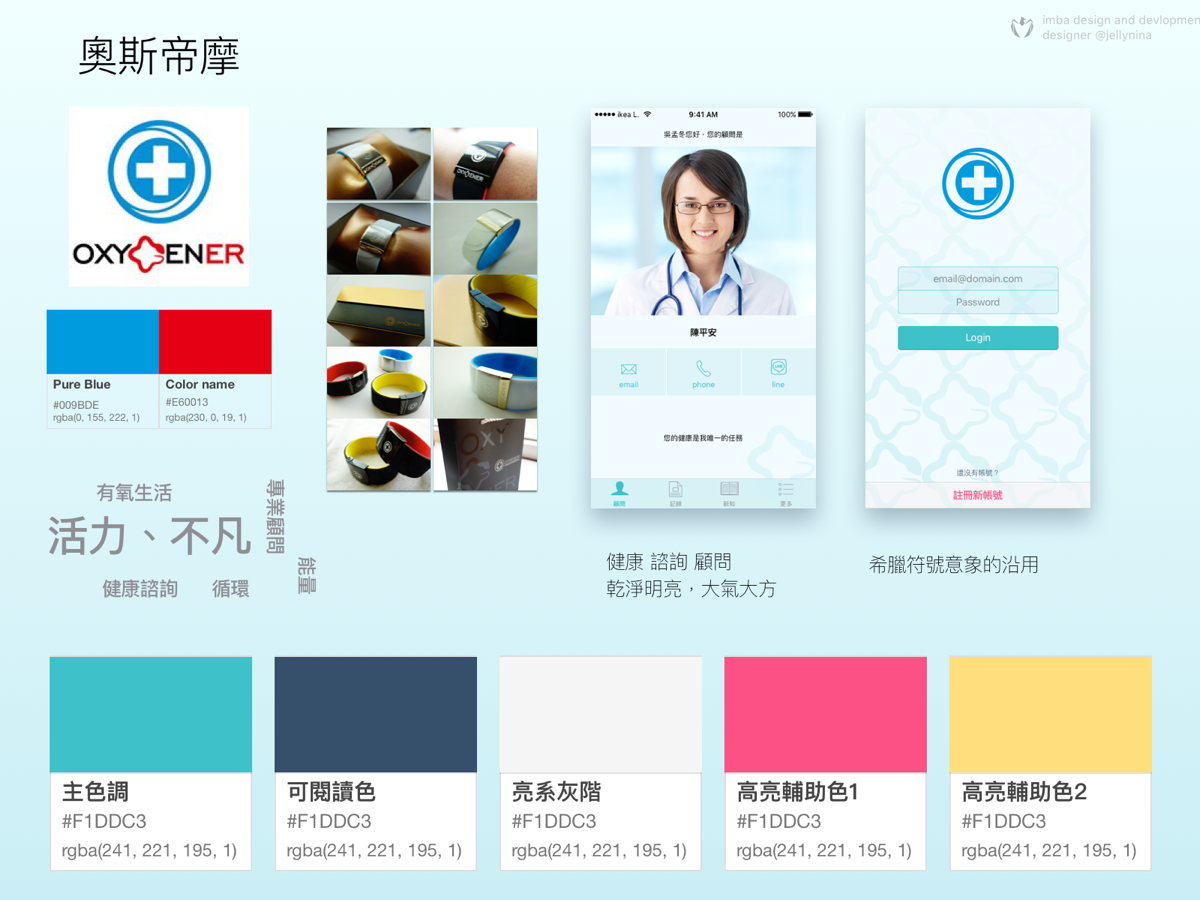 imba design and devlopmen
designer @jellynina
奧斯帝摩
OXYGENER
Pure Blue
#009BDE
rgba(0, 155, 222, 1)
Color name
#E60013
rgba(230, 0, 19, 1)
有氧生活
活力、不凡
專業顧問
能量
健康諮詢
循環
OXYGENER
ikea L.
9:41 AM
100%
吳孟冬您好，您的顧問是
陳平安
email
phone
LINE
line
您的健康是我唯一的任務
顧問
記錄
新知
更多
email@domain.com
Password
Login
還沒有帳號？
註冊新帳號
健康 諮詢 顧問
乾淨明亮，大氣大方
希臘符號意象的沿用
主色調
#F1DDC3
rgba(241, 221, 195, 1)
可閱讀色
#F1DDC3
rgba(241, 221, 195, 1)
亮系灰階
#F1DDC3
rgba(241, 221, 195, 1)
高亮輔助色1
#F1DDC3
rgba(241, 221, 195, 1)
高亮輔助色2
#F1DDC3
rgba(241, 221, 195, 1)